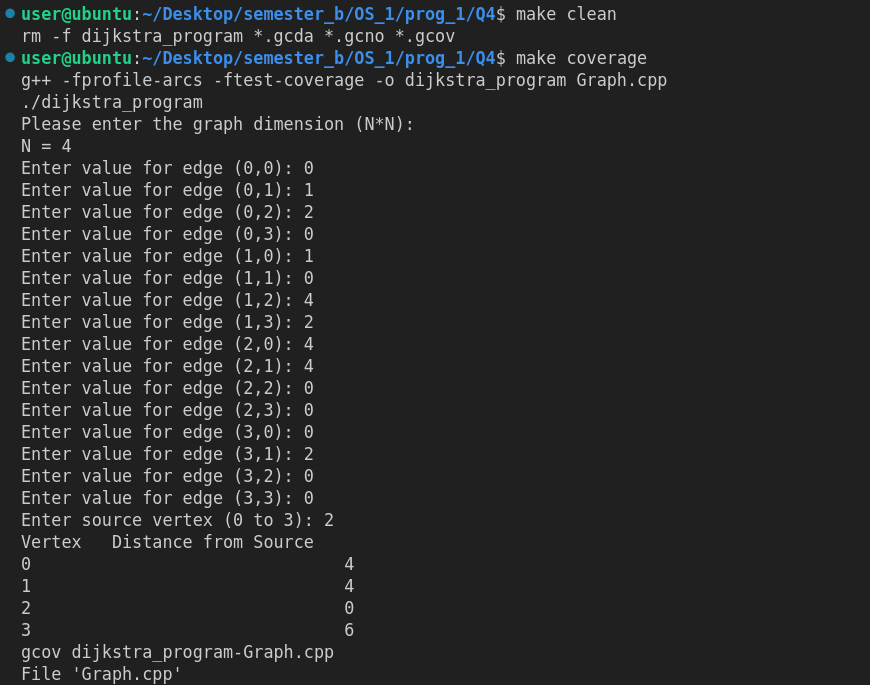 user@ubuntu:~/Desktop/semester_b/OS_1/prog_1/Q4$ make clean
rm -f dijkstra_program *.gcda *.gcno *.gcov
user@ubuntu:~/Desktop/semester_b/OS_1/prog_1/Q4$ make coverage
g++ -fprofile-arcs -ftest-coverage -o dijkstra_program Graph.cpp
./dijkstra_program
Please enter the graph dimension (N*N):
N = 4
Enter value for edge (0,0): 0
Enter value for edge (0,1): 1
Enter value for edge (0,2): 2
Enter value for edge (0,3): 0
Enter value for edge (1,0): 1
Enter value for edge (1,1): 0
Enter value for edge (1,2): 4
Enter value for edge (1,3): 2
Enter value for edge (2,0): 4
Enter value for edge (2,1): 4
Enter value for edge (2,2): 0
Enter value for edge (2,3): 0
Enter value for edge (3,0): 0
Enter value for edge (3,1): 2
Enter value for edge (3,2): 0
Enter value for edge (3,3): 0
Enter source vertex (0 to 3): 2
Vertex   Distance from Source
0                               4
1                               4
2                               0
3                               6
gcov dijkstra_program-Graph.cpp
File 'Graph.cpp'